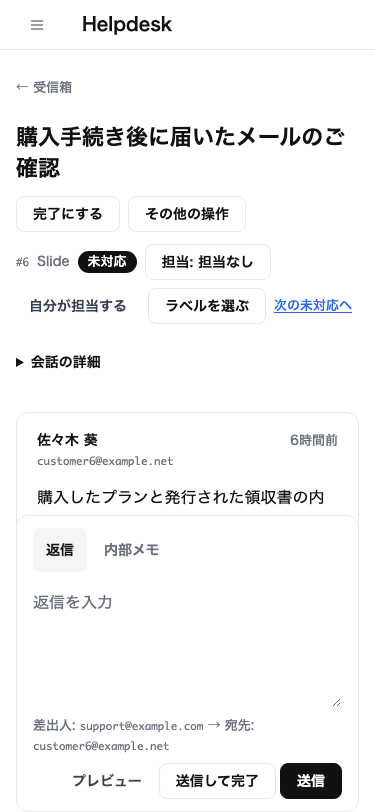 Helpdesk
← 受信箱
購入手続き後に届いたメールのご
確認
完了にする その他の操作
#6 Slide 未対応 担当: 担当なし
自分が担当する ラベルを選ぶ 次の未対応へ
▶ 会話の詳細
佐々木 葵 6時間前
customer6@example.net
購入したプランと発行された領収書の内
返信 内部メモ
返信を入力
差出人: support@example.com → 宛先:
customer6@example.net
プレビュー 送信して完了 送信